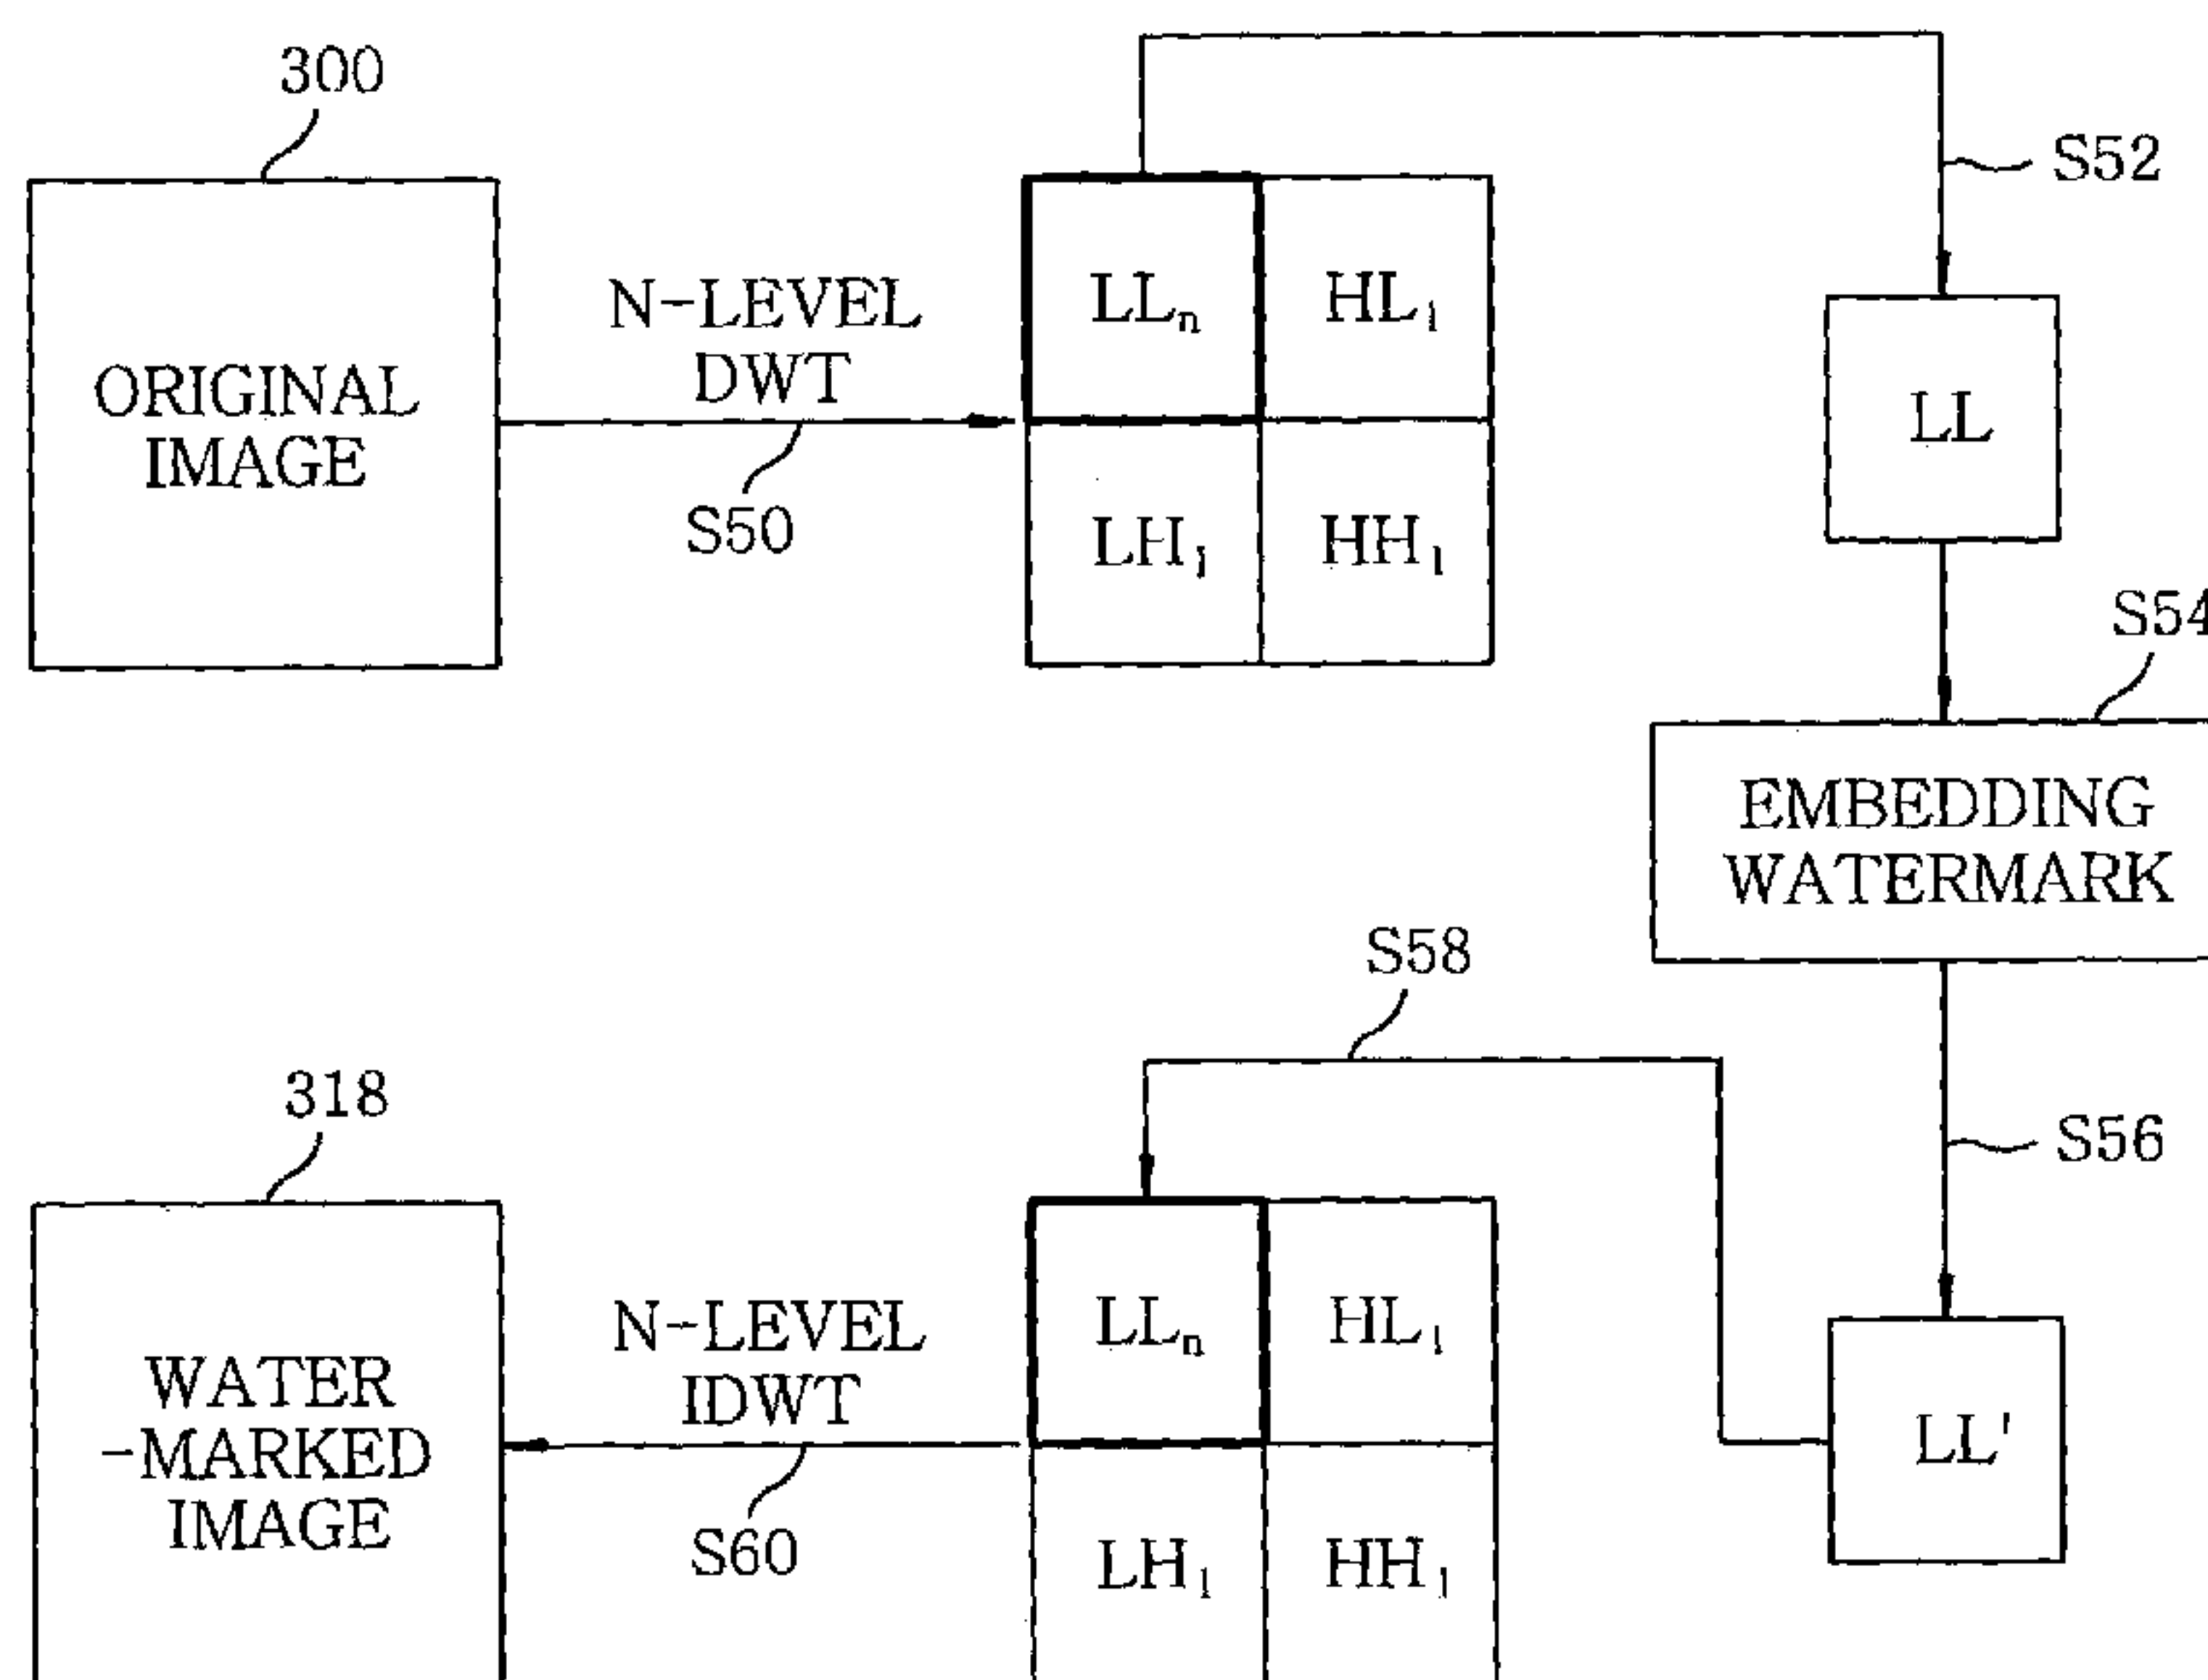 300
S52
N-LEVEL
DWT
LLn
HL1
ORIGINAL
IMAGE
LL
S50
LH1
HH1
S54
EMBEDDING
WATERMARK
S58
318
S56
N-LEVEL
IDWT
LLn
HL1
WATER
-MARKED
IMAGE
LL'
S60
LH1
HH1